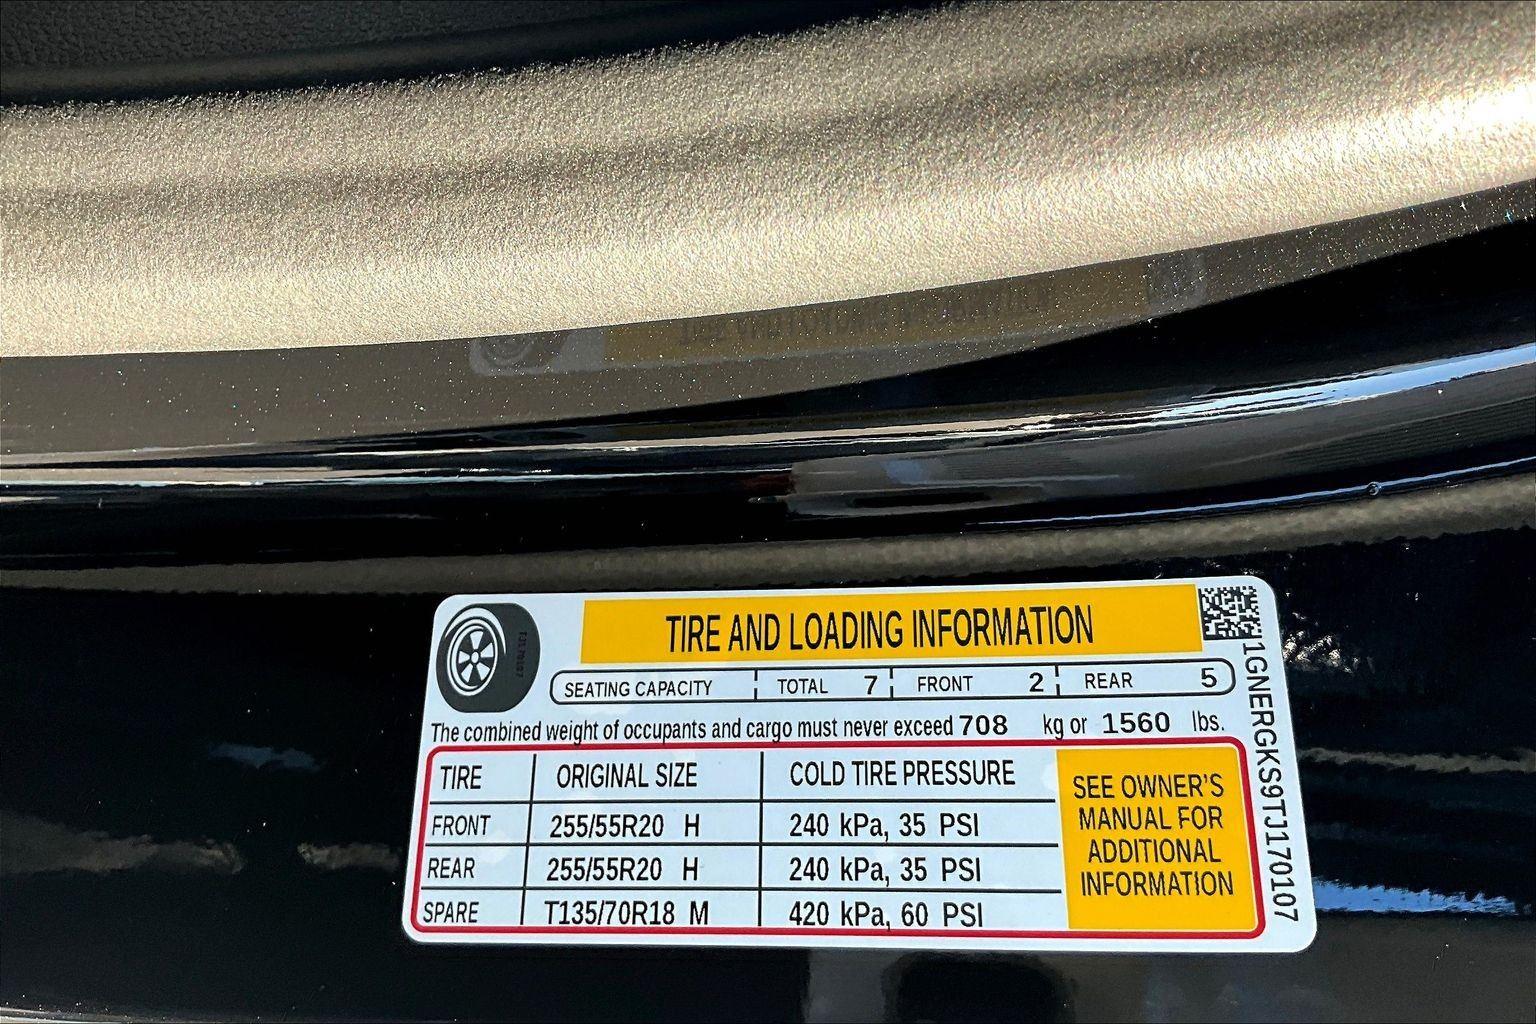 TIRE AND LOADING INFORMATION
SEATING CAPACITY TOTAL 7 FRONT 2 REAR 5
The combined weight of occupants and cargo must never exceed 708 kg or 1560 lbs.
TIRE ORIGINAL SIZE COLD TIRE PRESSURE
FRONT 255/55R20 H 240 kPa, 35 PSI
REAR 255/55R20 H 240 kPa, 35 PSI
SPARE T135/70R18 M 420 kPa, 60 PSI
SEE OWNER'S
MANUAL FOR
ADDITIONAL
INFORMATION
1GNERGKS9TJ170107
TJ170107